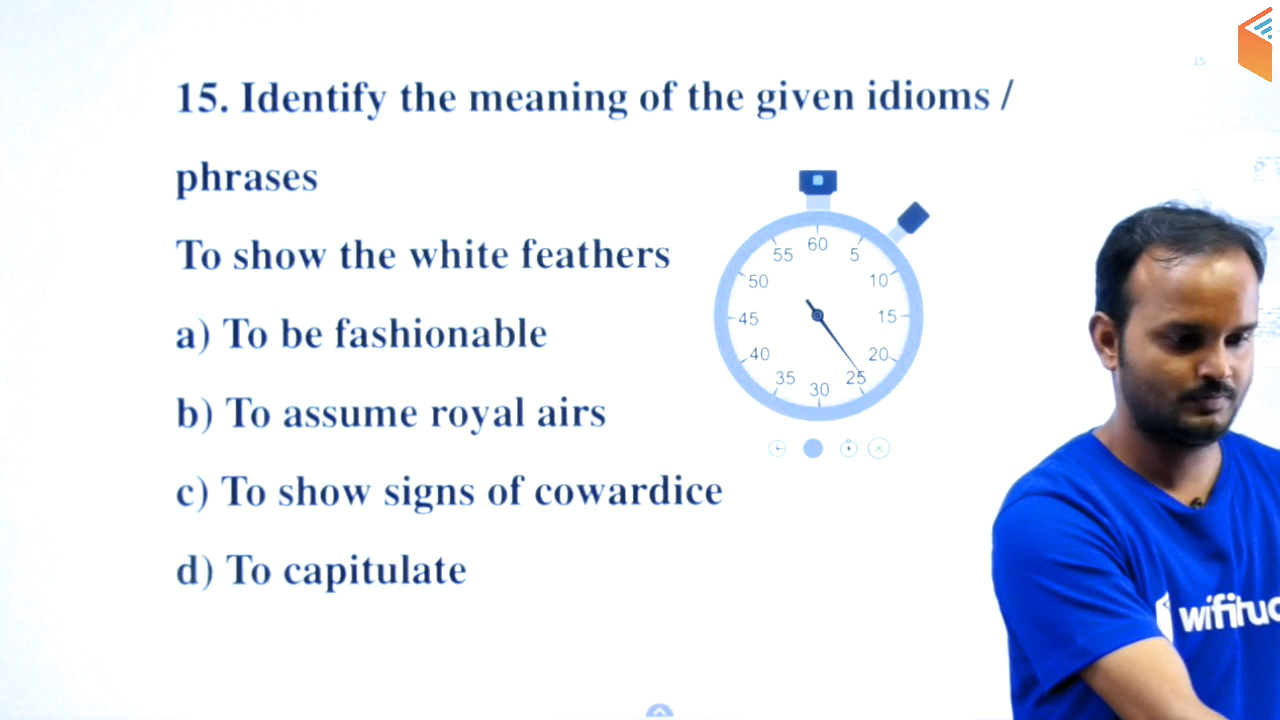 15
15. Identify the meaning of the given idioms /
phrases
To show the white feathers
a) To be fashionable
b) To assume royal airs
c) To show signs of cowardice
d) To capitulate
60
5
10
15
20
25
30
35
40
45
50
55